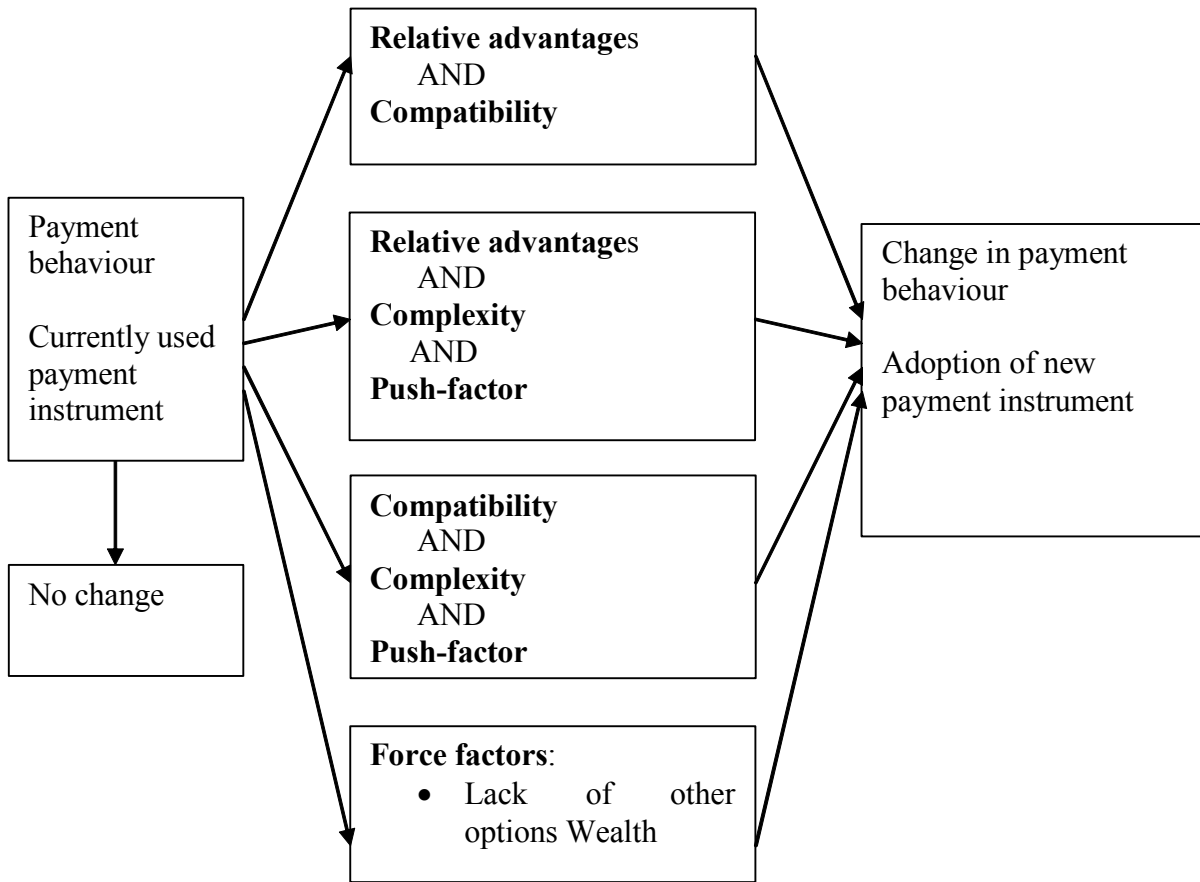 Payment
behaviour
Currently used
payment
instrument
No change
Relative advantages
AND
Compatibility
Relative advantages
AND
Complexity
AND
Push-factor
Compatibility
AND
Complexity
AND
Push-factor
Force factors:
• Lack of other
options Wealth
Change in payment
behaviour
Adoption of new
payment instrument